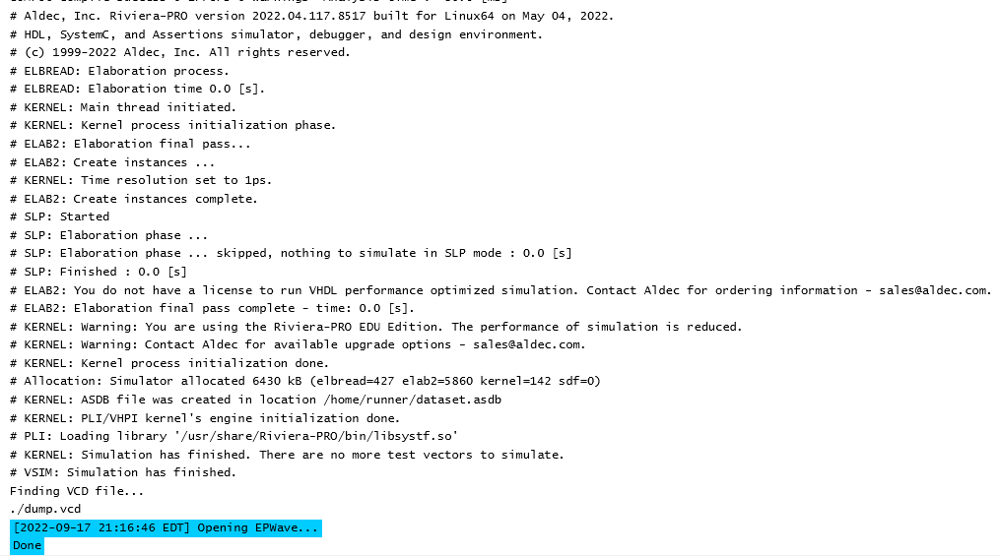 # Aldec, Inc. Riviera-PRO version 2022.04.117.8517 built for Linux64 on May 04, 2022.
# HDL, SystemC, and Assertions simulator, debugger, and design environment.
# (c) 1999-2022 Aldec, Inc. All rights reserved.
# ELBREAD: Elaboration process.
# ELBREAD: Elaboration time 0.0 [s].
# KERNEL: Main thread initiated.
# KERNEL: Kernel process initialization phase.
# ELAB2: Elaboration final pass...
# ELAB2: Create instances ...
# KERNEL: Time resolution set to 1ps.
# ELAB2: Create instances complete.
# SLP: Started
# SLP: Elaboration phase ...
# SLP: Elaboration phase ... skipped, nothing to simulate in SLP mode : 0.0 [s]
# SLP: Finished : 0.0 [s]
# ELAB2: You do not have a license to run VHDL performance optimized simulation. Contact Aldec for ordering information - sales@aldec.com.
# ELAB2: Elaboration final pass complete - time: 0.0 [s].
# KERNEL: Warning: You are using the Riviera-PRO EDU Edition. The performance of simulation is reduced.
# KERNEL: Warning: Contact Aldec for available upgrade options - sales@aldec.com.
# KERNEL: Kernel process initialization done.
# Allocation: Simulator allocated 6430 kB (elbread=427 elab2=5860 kernel=142 sdf=0)
# KERNEL: ASDB file was created in location /home/runner/dataset.asdb
# KERNEL: PLI/VHPI kernel's engine initialization done.
# PLI: Loading library '/usr/share/Riviera-PRO/bin/libsystf.so'
# KERNEL: Simulation has finished. There are no more test vectors to simulate.
# VSIM: Simulation has finished.
Finding VCD file...
./dump.vcd
[2022-09-17 21:16:46 EDT] Opening EPWave...
Done